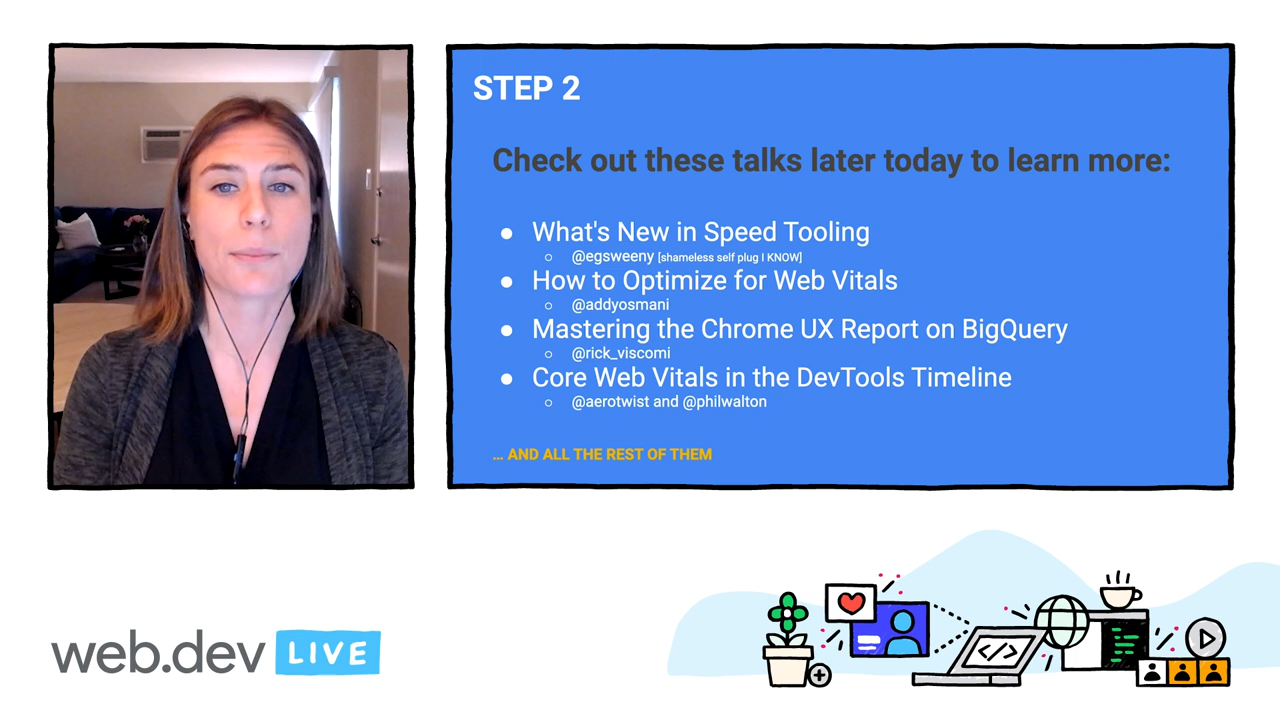 STEP 2
Check out these talks later today to learn more:
● What's New in Speed Tooling
○ @egsweeny [shameless self plug I KNOW]
● How to Optimize for Web Vitals
○ @addyosmani
● Mastering the Chrome UX Report on BigQuery
○ @rick_viscomi
● Core Web Vitals in the DevTools Timeline
○ @aerotwist and @philwalton
... AND ALL THE REST OF THEM
web.dev LIVE